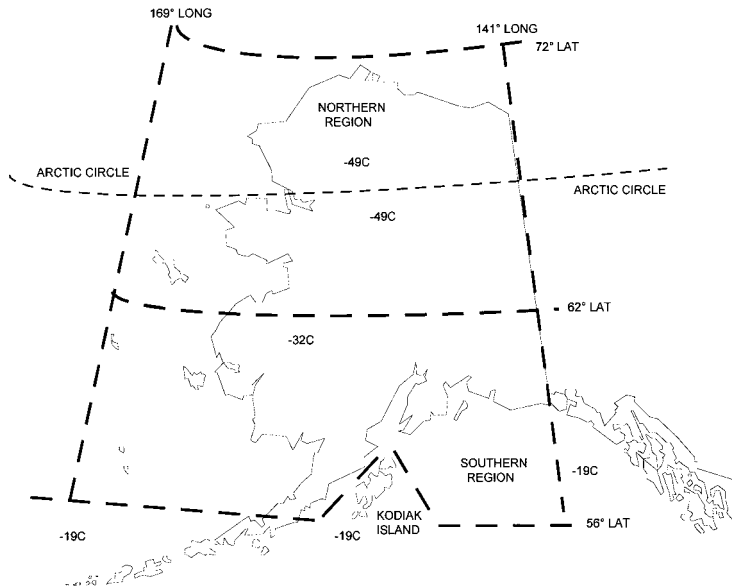 169° LONG
141° LONG
72° LAT
NORTHERN
REGION
-49C
ARCTIC CIRCLE
ARCTIC CIRCLE
-49C
62° LAT
-32C
SOUTHERN
REGION
-19C
KODIAK
ISLAND
56° LAT
-19C
-19C